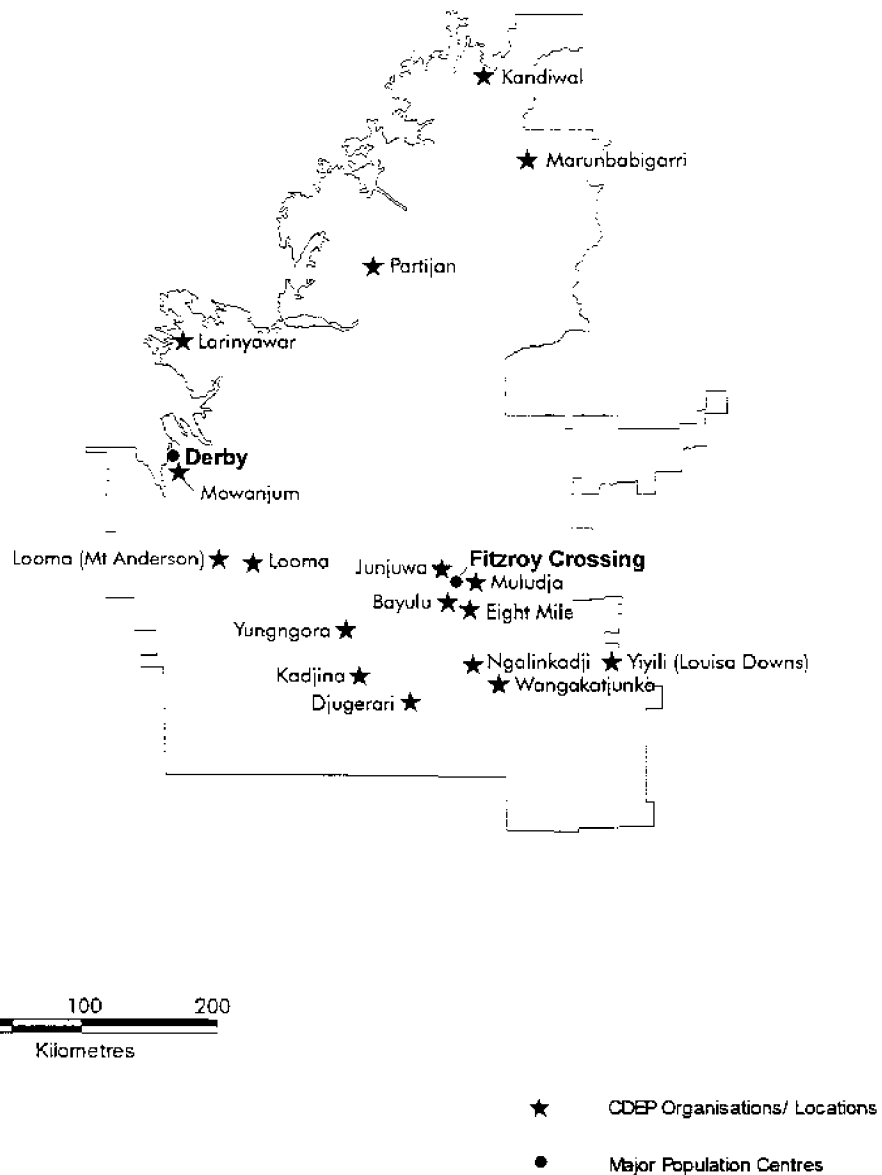 Kandiwal
Marunbabigarri
Partijan
Larinyawar
Derby
Mowanjum
Looma (Mt Anderson)
Looma
Junjuwa
Fitzroy Crossing
Muludja
Bayulu
Eight Mile
Yungngora
Ngalinkadji
Yiyili (Louisa Downs)
Kadjina
Wangakatjunka
Djugerari
100 200
Kilometres
CDEP Organisations/ Locations
Major Population Centres